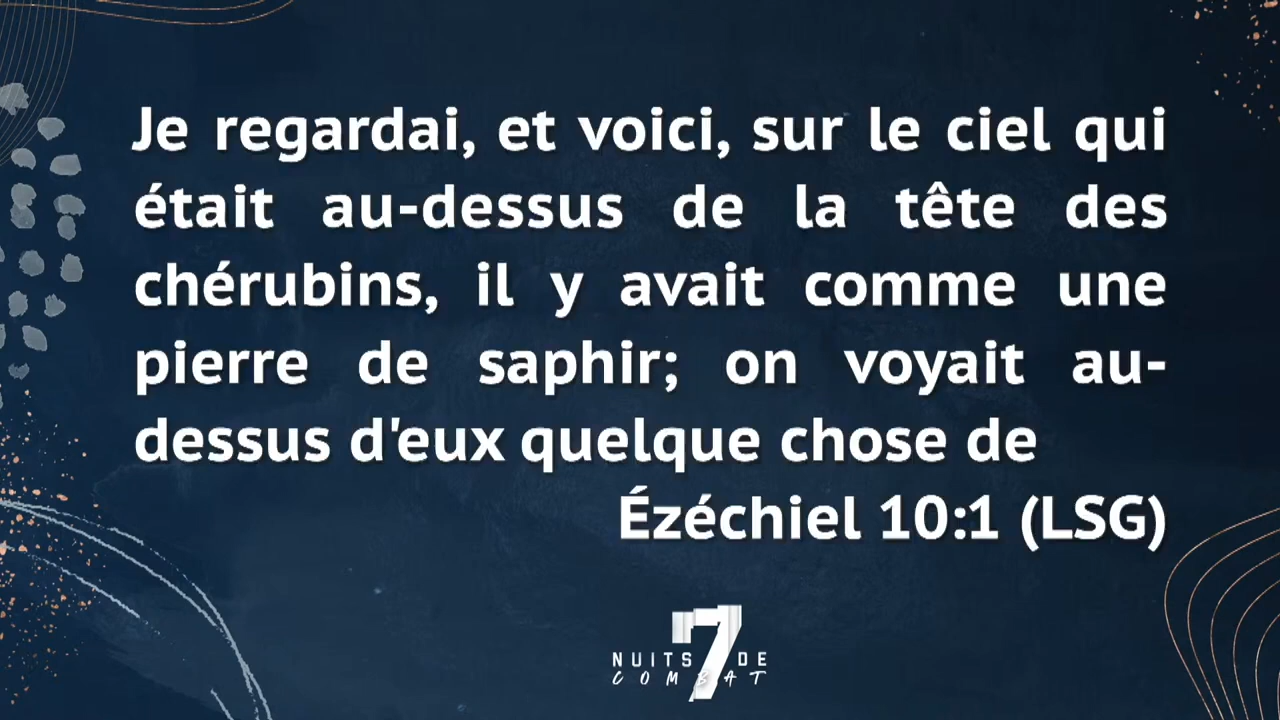 Je regardai, et voici, sur le ciel qui
était au-dessus de la tête des
chérubins, il y avait comme une
pierre de saphir; on voyait au-
dessus d'eux quelque chose de
Ézéchiel 10:1 (LSG)
7
NUITS DE
COMBAT